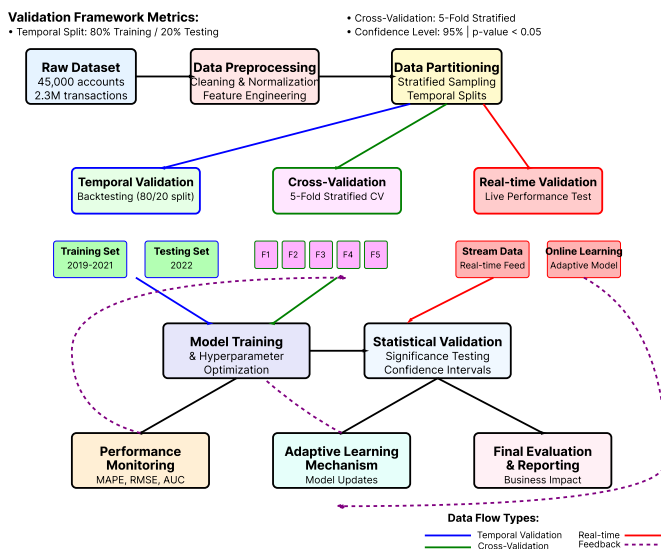 Validation Framework Metrics:
• Temporal Split: 80% Training / 20% Testing
• Cross-Validation: 5-Fold Stratified
• Confidence Level: 95% | p-value < 0.05
Raw Dataset
45,000 accounts
2.3M transactions
Data Preprocessing
Cleaning & Normalization
Feature Engineering
Data Partitioning
Stratified Sampling
Temporal Splits
Temporal Validation
Backtesting (80/20 split)
Cross-Validation
5-Fold Stratified CV
Real-time Validation
Live Performance Test
Training Set
2019-2021
Testing Set
2022
F1
F2
F3
F4
F5
Stream Data
Real-time Feed
Online Learning
Adaptive Model
Model Training
& Hyperparameter
Optimization
Statistical Validation
Significance Testing
Confidence Intervals
Performance
Monitoring
MAPE, RMSE, AUC
Adaptive Learning
Mechanism
Model Updates
Final Evaluation
& Reporting
Business Impact
Data Flow Types:
Temporal Validation
Cross-Validation
Real-time
Feedback